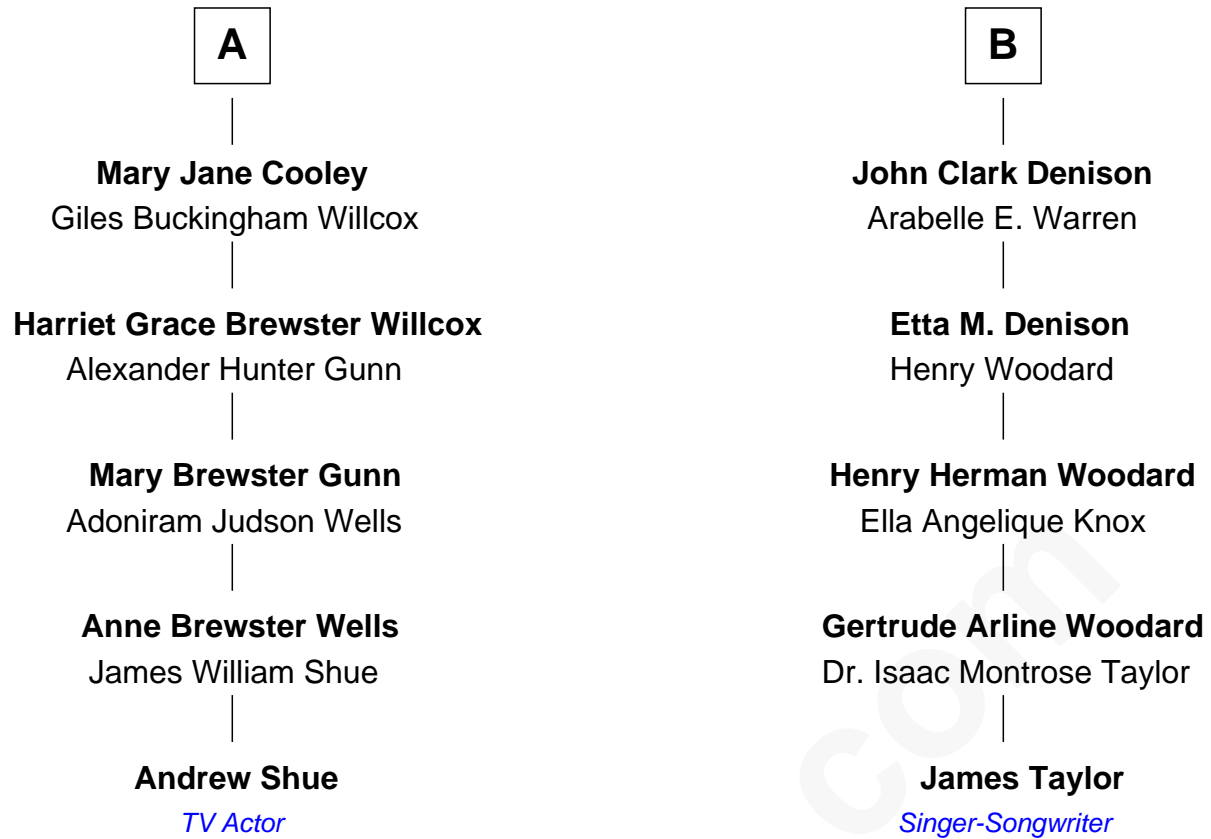 A
Mary Jane Cooley
Giles Buckingham Willcox
Harriet Grace Brewster Willcox
Alexander Hunter Gunn
Mary Brewster Gunn
Adoniram Judson Wells
Anne Brewster Wells
James William Shue
Andrew Shue
TV Actor
B
John Clark Denison
Arabelle E. Warren
Etta M. Denison
Henry Woodard
Henry Herman Woodard
Ella Angelique Knox
Gertrude Arline Woodard
Dr. Isaac Montrose Taylor
James Taylor
Singer-Songwriter
com